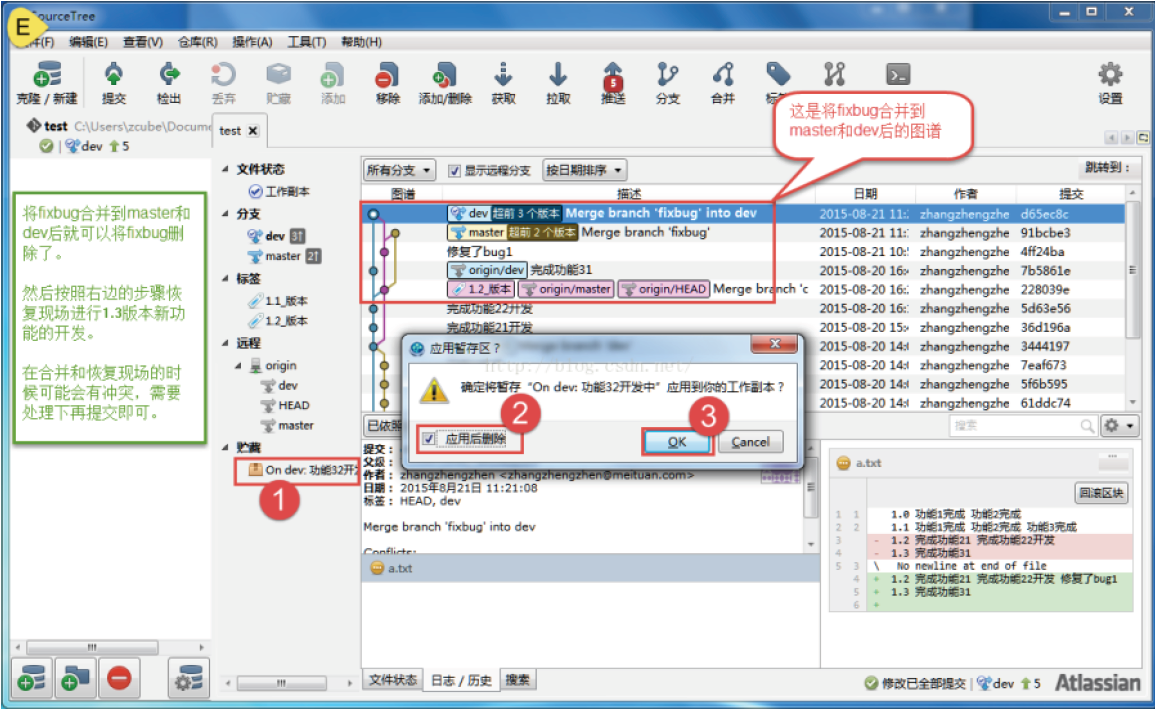 E
ourceTree
件(F) 编辑(E) 查看(V) 仓库(R) 操作(A) 工具(T) 帮助(H)
克隆 / 新建 提交 检出 丢弃 贮藏 添加 移除 添加/删除 获取 拉取 推送 分支 合并 设置
5
这是将fixbug合并到
master和dev后的图谱
test C:\Users\zcube\Docume
dev 5
test
将fixbug合并到master和
dev后就可以将fixbug删
除了。
然后按照右边的步骤恢
复现场进行1.3版本新功
能的开发。
在合并和恢复现场的时
候可能会有冲突，需要
处理下再提交即可。
文件状态
工作副本
分支
dev 3
master 2
标签
1.1_版本
1.2_版本
远程
origin
dev
HEAD
master
贮藏
On dev: 功能32开发
1
所有分支 显示远程分支 按日期排序 跳转到：
图谱 描述 日期 作者 提交
dev 超前 3 个版本 Merge branch 'fixbug' into dev 2015-08-21 11: zhangzhengzhe d65ec8c
master 超前 2 个版本 Merge branch 'fixbug' 2015-08-21 11: zhangzhengzhe 91bcbe3
修复了bug1 2015-08-21 10: zhangzhengzhe 4ff24ba
origin/dev 完成功能31 2015-08-20 16: zhangzhengzhe 7b5861e
1.2_版本 origin/master origin/HEAD Merge branch 'c 2015-08-20 16: zhangzhengzhe 228039e
完成功能22开发 2015-08-20 16: zhangzhengzhe 5d63e56
完成功能21开发 2015-08-20 15: zhangzhengzhe 36d196a
2015-08-20 14: zhangzhengzhe 3444197
2015-08-20 14: zhangzhengzhe 7eaf673
2015-08-20 14: zhangzhengzhe 5f6b595
2015-08-20 14: zhangzhengzhe 61ddc74
应用暂存区？
http://blog.csdn.net/
确定将暂存 “On dev: 功能32开发中” 应用到你的工作副本？
2
3
应用后删除 OK Cancel
已依照
搜索
提交：
父级：
作者： zhangzhengzhen <zhangzhengzhen@meituan.com>
日期： 2015年8月21日 11:21:08
标签： HEAD, dev
Merge branch 'fixbug' into dev
Conflicts:
a.txt
a.txt
回滚区块
1 1 1.0 功能1完成 功能2完成
2 2 1.1 功能1完成 功能2完成 功能3完成
3 - 1.2 完成功能21 完成功能22开发
4 - 1.3 完成功能31
5 3 \ No newline at end of file
4 + 1.2 完成功能21 完成功能22开发 修复了bug1
5 + 1.3 完成功能31
6 +
文件状态 日志 / 历史 搜索
修改已全部提交 dev 5 Atlassian